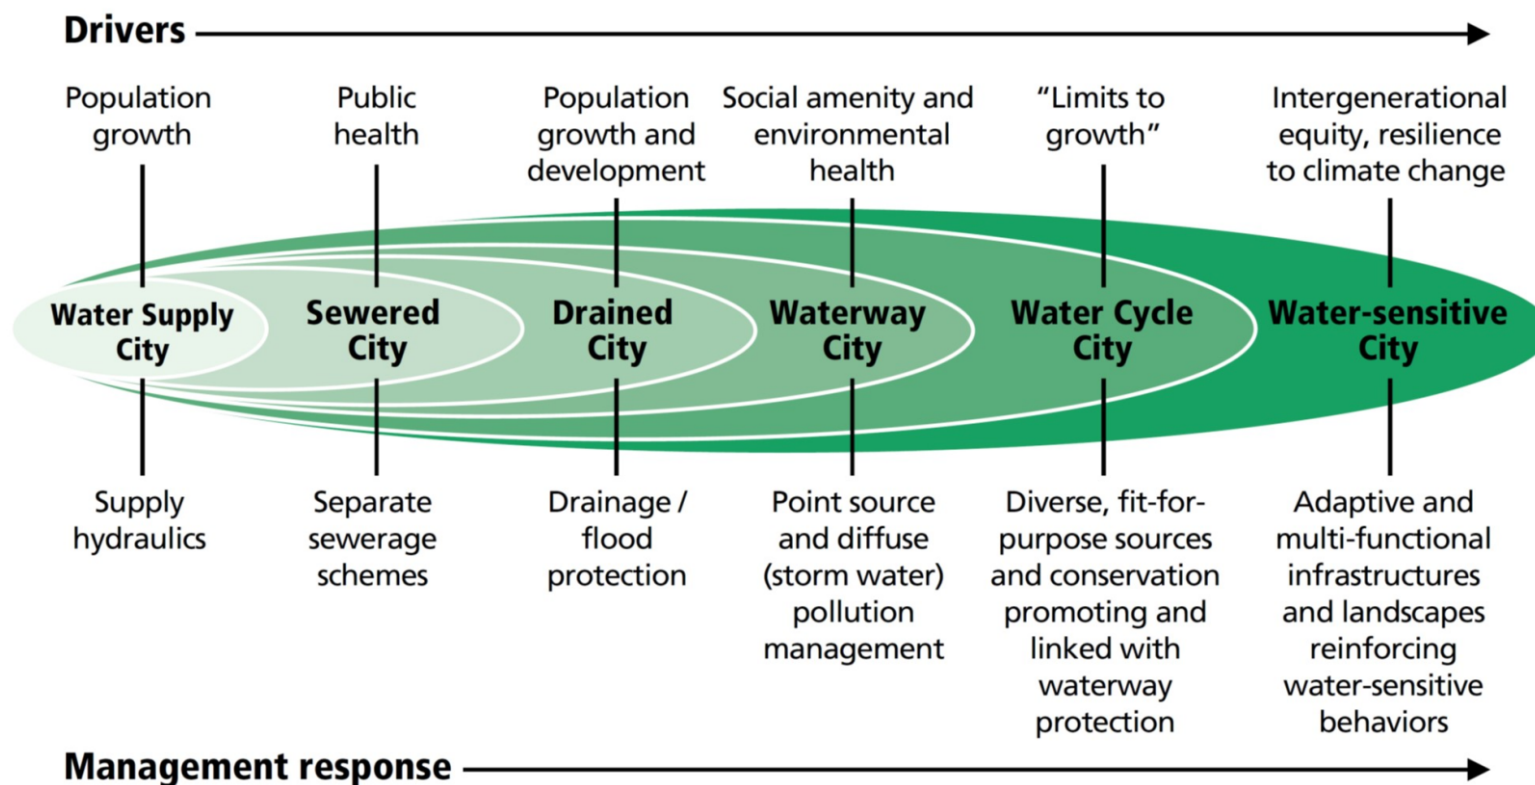 Drivers
Population
growth
Public
health
Population
growth and
development
Social amenity and
environmental
health
“Limits to
growth”
Intergenerational
equity, resilience
to climate change
Water Supply
City
Sewered
City
Drained
City
Waterway
City
Water Cycle
City
Water-sensitive
City
Supply
hydraulics
Separate
sewerage
schemes
Drainage /
flood
protection
Point source
and diffuse
(storm water)
pollution
management
Diverse, fit-for-
purpose sources
and conservation
promoting and
linked with
waterway
protection
Adaptive and
multi-functional
infrastructures
and landscapes
reinforcing
water-sensitive
behaviors
Management response